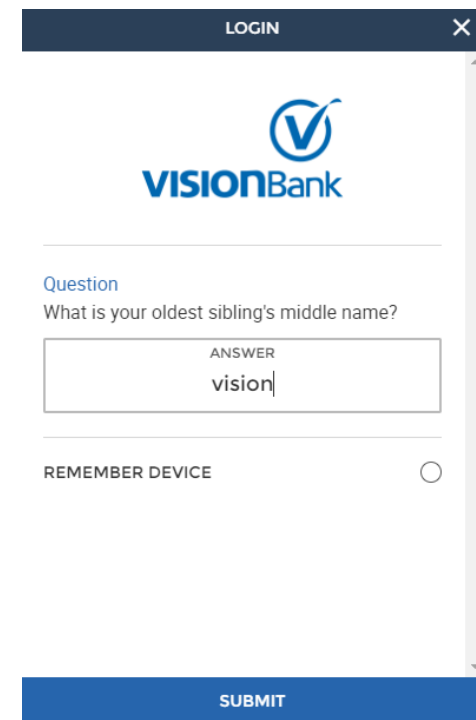 LOGIN ×
VISIONBank
Question
What is your oldest sibling's middle name?
ANSWER
vision
REMEMBER DEVICE
SUBMIT